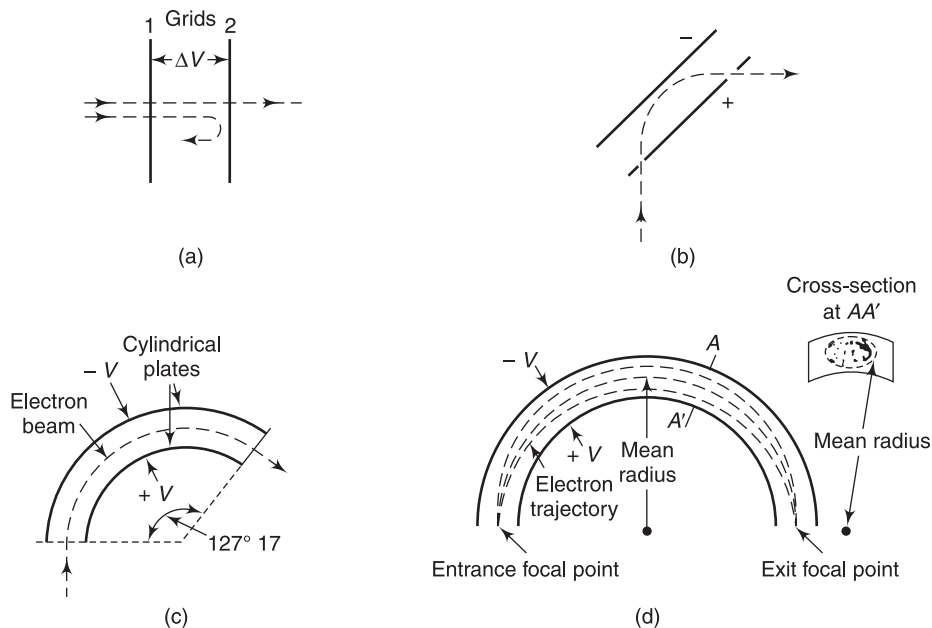 1 Grids 2
ΔV
(a)
−
+
(b)
Cylindrical
plates
− V
Electron
beam
+ V
127° 17
(c)
Cross-section
at AA′
A
− V
A′
Mean radius
+ V
Mean
radius
Electron
trajectory
Entrance focal point
Exit focal point
(d)